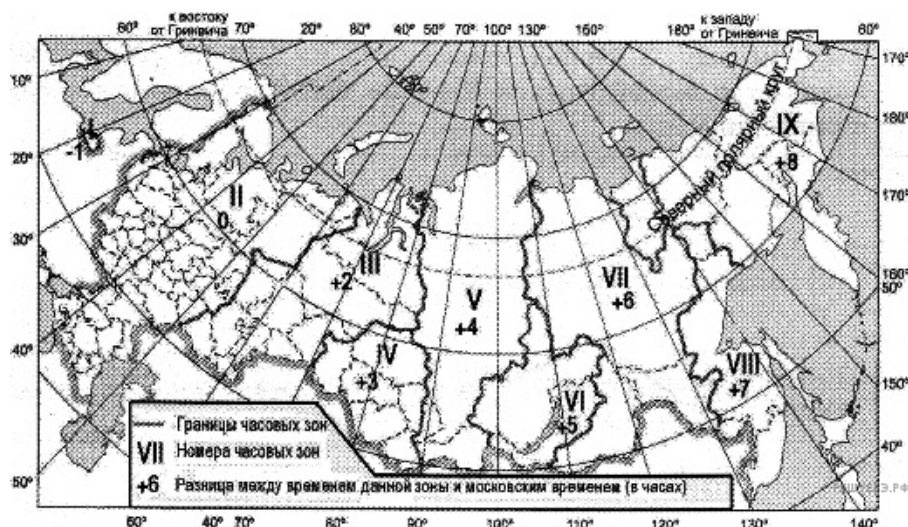 к востоку
от Гринвича
к западу
от Гринвича
60° 70° 80° 40° 50° 70° 100° 130° 150° 180° 60°
10°
20°
30°
40°
50°
170°
180°
170°
160°
50°
150°
40°
-1
II
0
III
+2
IV
+3
V
+4
VI
+5
VII
+6
VIII
+7
IX
+8
Северный полярный круг
Границы часовых зон
VII Номера часовых зон
+6 Разница между временем данной зоны и московским временем (в часах)
60° 40° 70° 80° 90° 100° 110° 120° 130° 140°